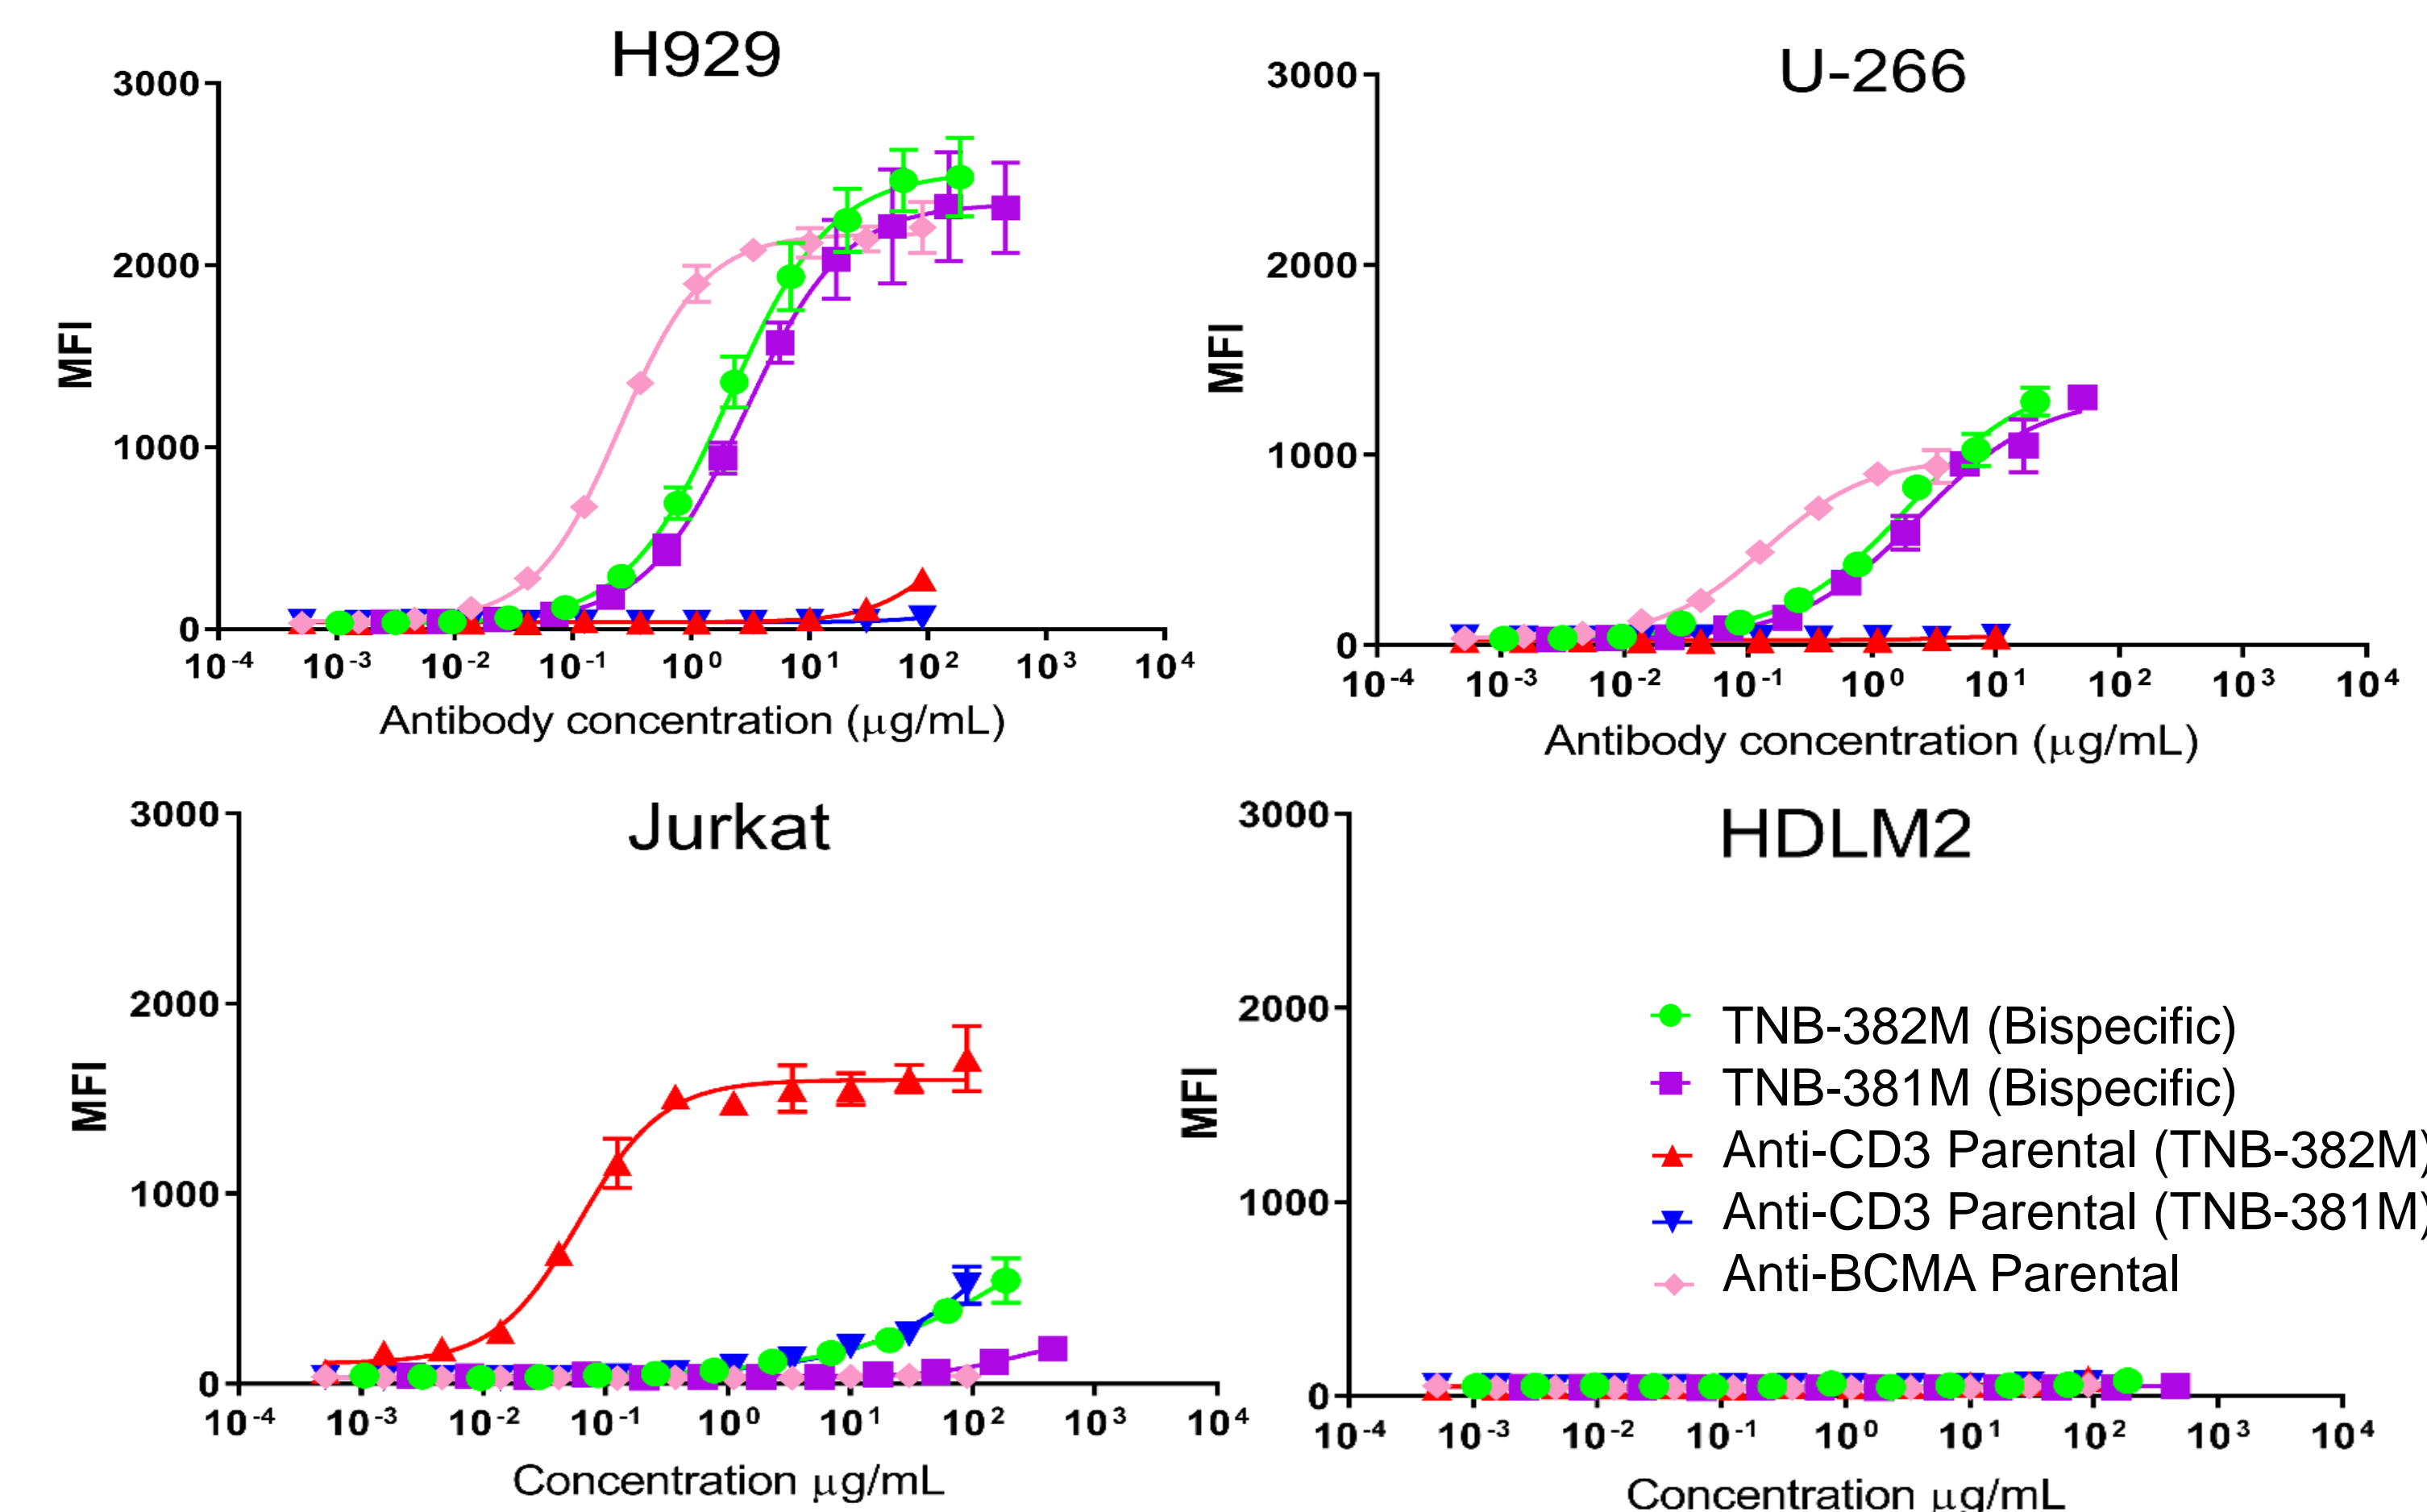 H929
3000
2000
1000
0
MFI
10-4 10-3 10-2 10-1 100 101 102 103 104
Antibody concentration (μg/mL)
U-266
3000
2000
1000
0
MFI
10-4 10-3 10-2 10-1 100 101 102 103 104
Antibody concentration (μg/mL)
Jurkat
3000
2000
1000
0
MFI
10-4 10-3 10-2 10-1 100 101 102 103 104
Concentration μg/mL
HDLM2
3000
2000
1000
0
MFI
TNB-382M (Bispecific)
TNB-381M (Bispecific)
Anti-CD3 Parental (TNB-382M)
Anti-CD3 Parental (TNB-381M)
Anti-BCMA Parental
10-4 10-3 10-2 10-1 100 101 102 103 104
Concentration μg/mL